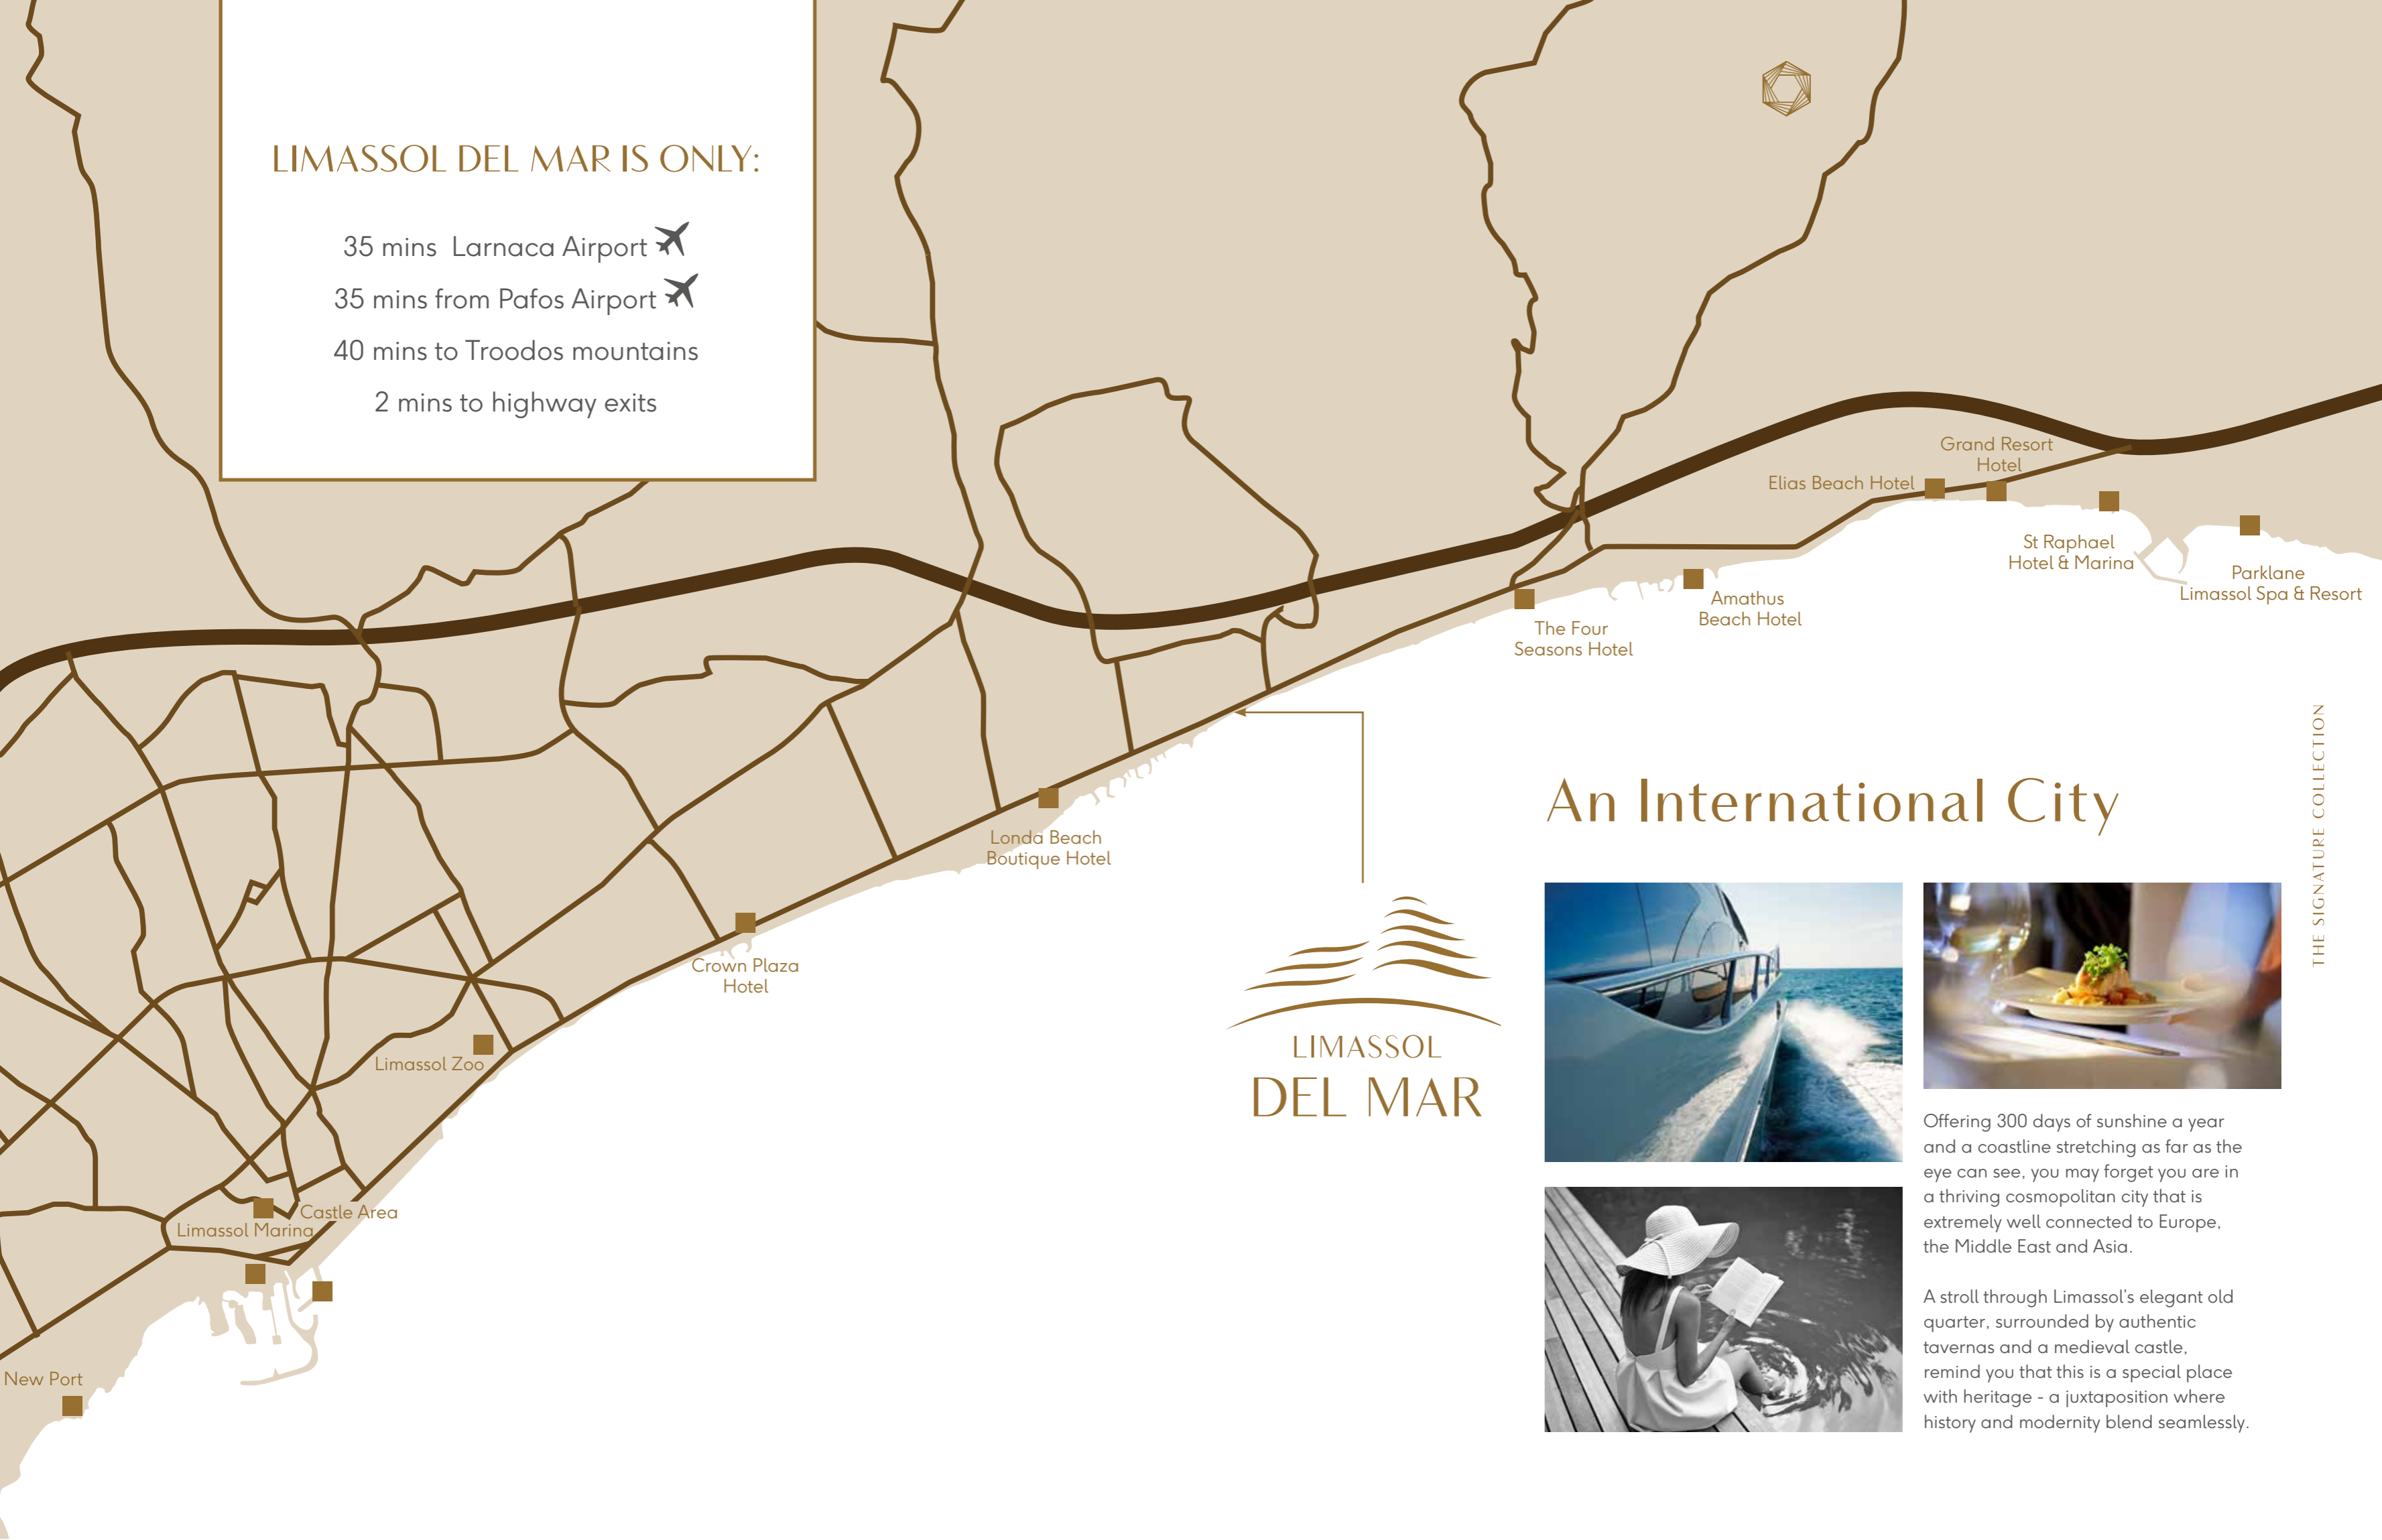 LIMASSOL DEL MAR IS ONLY:
35 mins Larnaca Airport
35 mins from Pafos Airport
40 mins to Troodos mountains
2 mins to highway exits
Grand Resort
Hotel
Elias Beach Hotel
St Raphael
Hotel & Marina
Parklane
Limassol Spa & Resort
Amathus
Beach Hotel
The Four
Seasons Hotel
Londa Beach
Boutique Hotel
Crown Plaza
Hotel
Limassol Zoo
Castle Area
Limassol Marina
New Port
LIMASSOL
DEL MAR
An International City
THE SIGNATURE COLLECTION
Offering 300 days of sunshine a year
and a coastline stretching as far as the
eye can see, you may forget you are in
a thriving cosmopolitan city that is
extremely well connected to Europe,
the Middle East and Asia.
A stroll through Limassol's elegant old
quarter, surrounded by authentic
tavernas and a medieval castle,
remind you that this is a special place
with heritage - a juxtaposition where
history and modernity blend seamlessly.